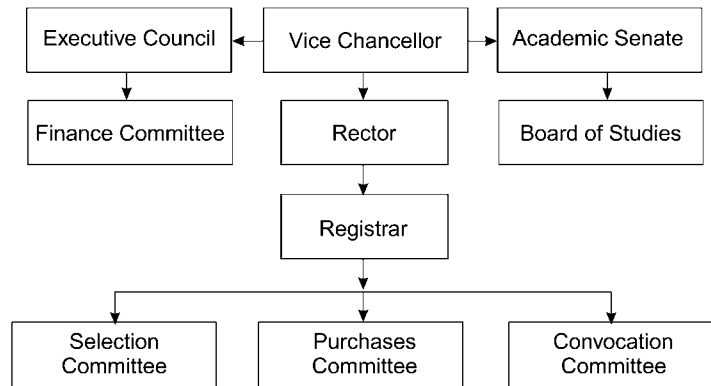 Executive Council
Vice Chancellor
Academic Senate
Finance Committee
Rector
Board of Studies
Registrar
Selection
Committee
Purchases
Committee
Convocation
Committee